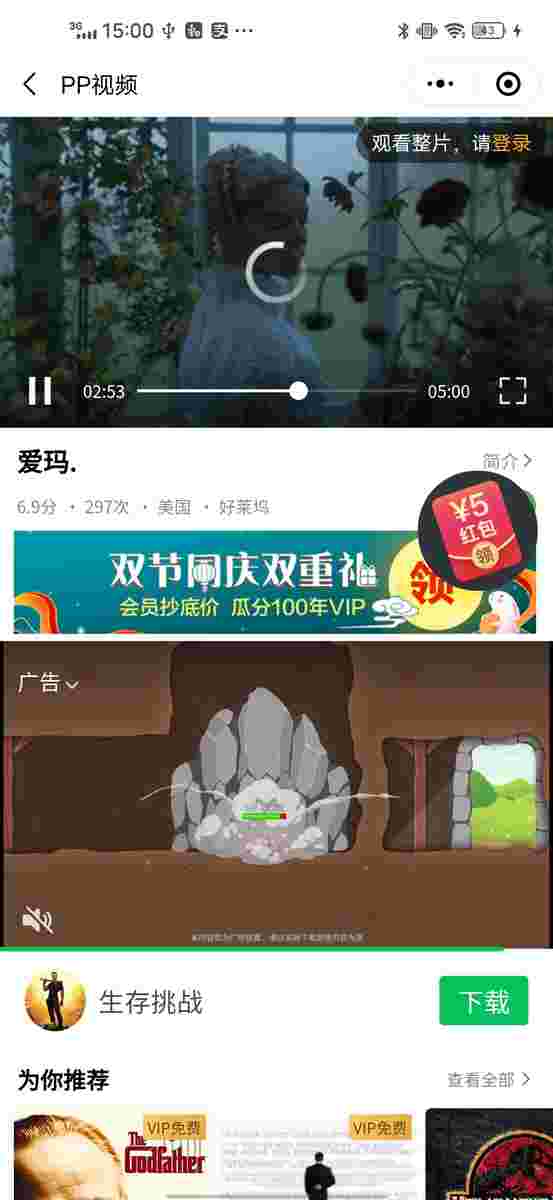 3G 15:00 43
PP视频
观看整片，请登录
02:53 05:00
爱玛.
简介
6.9分 · 297次 · 美国 · 好莱坞
¥5
红包
领
双节同庆双重礼
会员抄底价 瓜分100年VIP
领
广告
生存挑战
下载
为你推荐
查看全部
VIP免费
VIP免费
The
Godfather